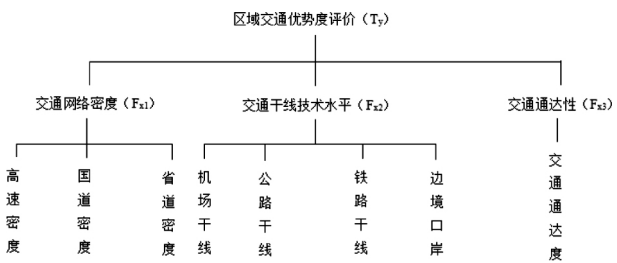 区域交通优势度评价（Ty）
交通网络密度（Fx1）
交通干线技术水平（Fx2）
交通通达性（Fx3）
高速密度
国道密度
省道密度
机场干线
公路干线
铁路干线
边境口岸
交通通达度